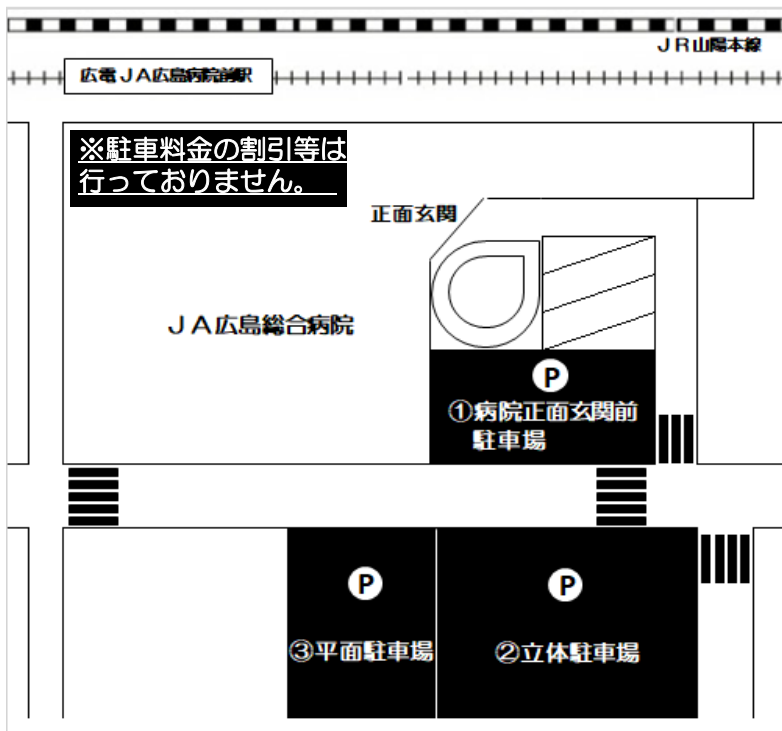 JR山陽本線
広電JA広島病院前駅
※駐車料金の割引等は
行っておりません。
正面玄関
JA広島総合病院
P
①病院正面玄関前
駐車場
P
③平面駐車場
P
②立体駐車場